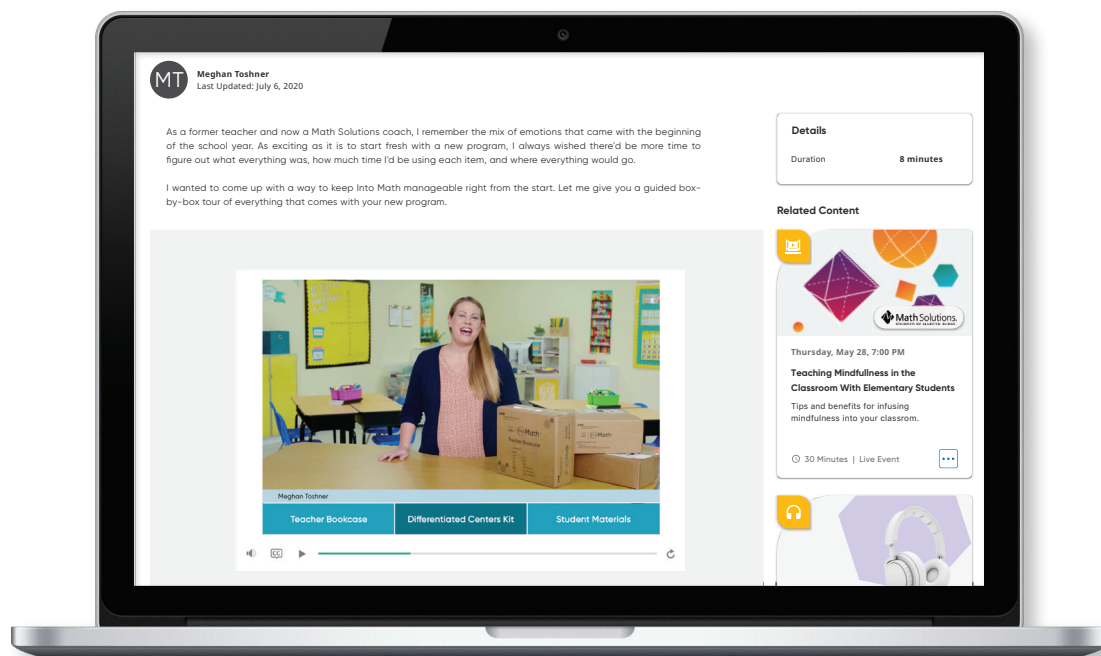 MT
Meghan Toshner
Last Updated: July 6, 2020
As a former teacher and now a Math Solutions coach, I remember the mix of emotions that came with the beginning
of the school year. As exciting as it is to start fresh with a new program, I always wished there'd be more time to
figure out what everything was, how much time I'd be using each item, and where everything would go.
I wanted to come up with a way to keep Into Math manageable right from the start. Let me give you a guided box-
by-box tour of everything that comes with your new program.
Math
Teacher Bookcase
Math
Meghan Toshner
Teacher Bookcase
Differentiated Centers Kit
Student Materials
CC
Details
Duration 8 minutes
Related Content
Math Solutions.
Thursday, May 28, 7:00 PM
Teaching Mindfullness in the
Classroom With Elementary Students
Tips and benefits for infusing
mindfulness into your classrom.
30 Minutes | Live Event